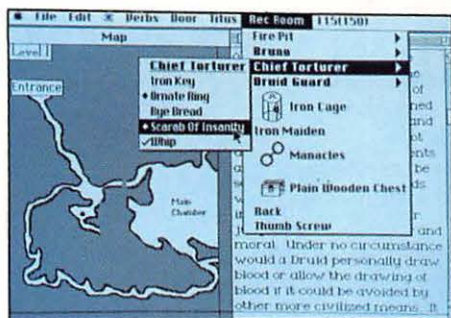 File Edit Verbs Door Titus Rec Room 115(150)
Map
Level 1
Entrance
Main
Chamber
Chief Torturer
Iron Key
Ornate Ring
Rye Bread
Scarab Of Insanity
Whip
Fire Pit
Bruno
Chief Torturer
Druid Guard
Iron Cage
Iron Maiden
Manacles
Plain Wooden Chest
Rack
Thumb Screw
of
and
and
moral. Under no circumstance
would a Druid personally draw
blood or allow the drawing of
blood if it could be avoided by
other more civilized means. It